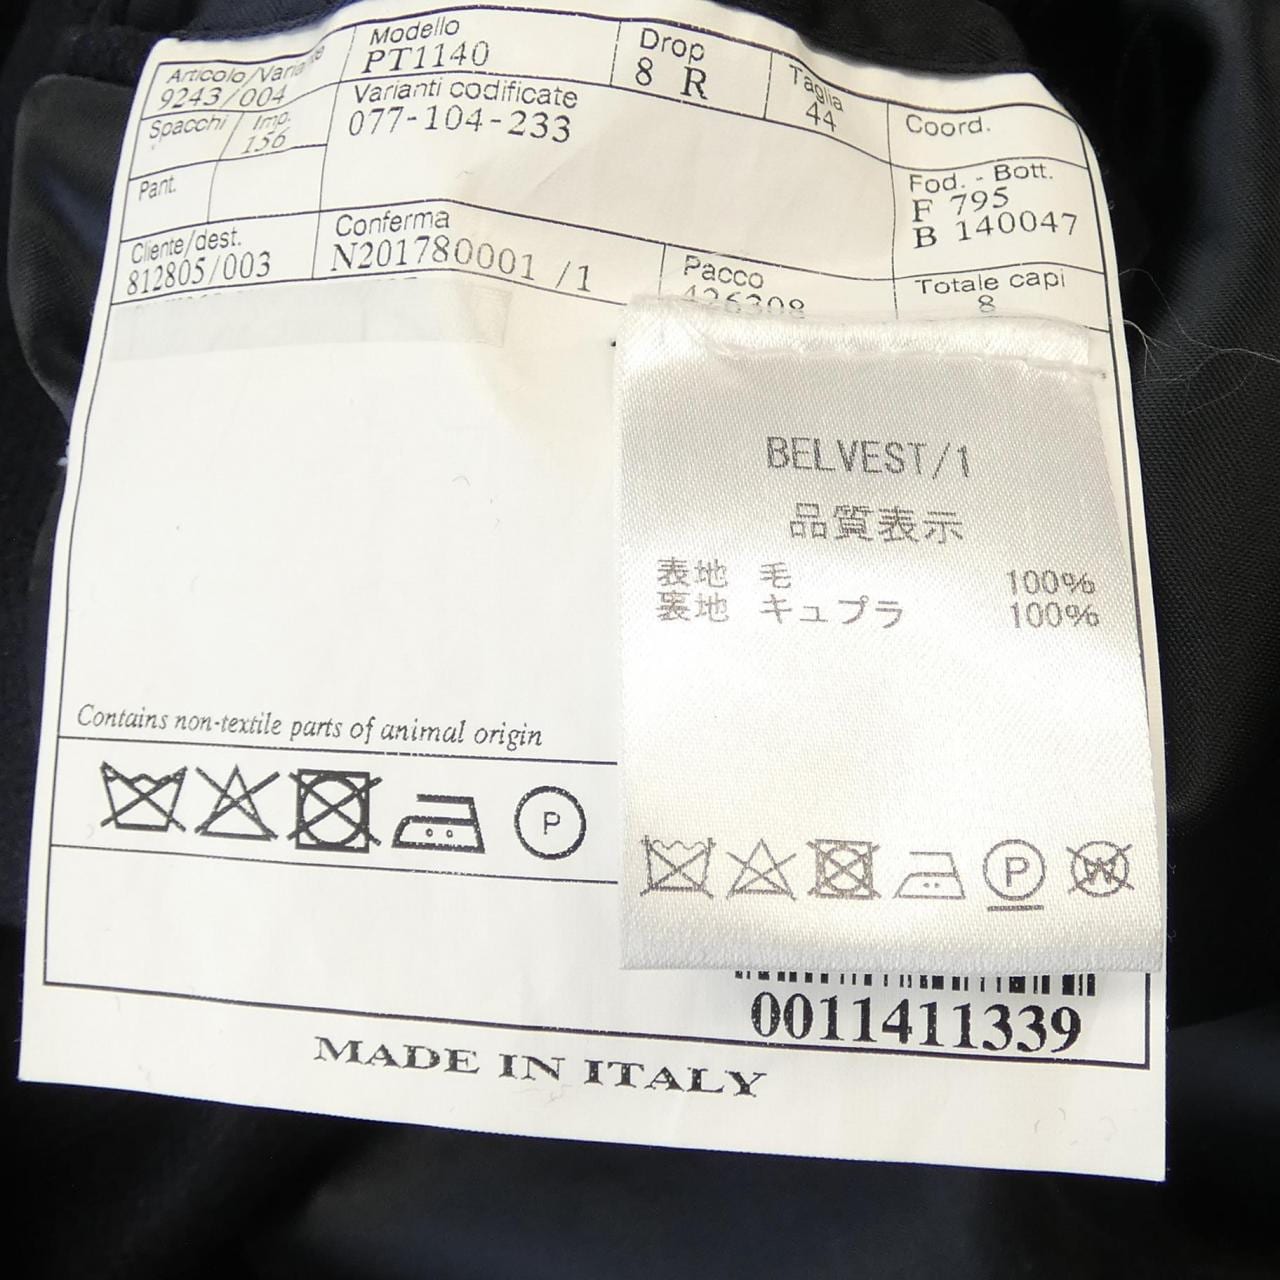 Articolo/Variante Modello Drop Taglia Coord.
9243/004 PT1140 8 R 44
Spacchi Imp. Varianti codificate
156 077-104-233
Fod. - Bott.
F 795
B 140047
Pant.
Cliente/dest. Conferma Pacco Totale capi
812805/003 N201780001 /1 426308 8
BELVEST/1
品質表示
表地 毛 100%
裏地 キュプラ 100%
Contains non-textile parts of animal origin
P
P
W
0011411339
MADE IN ITALY